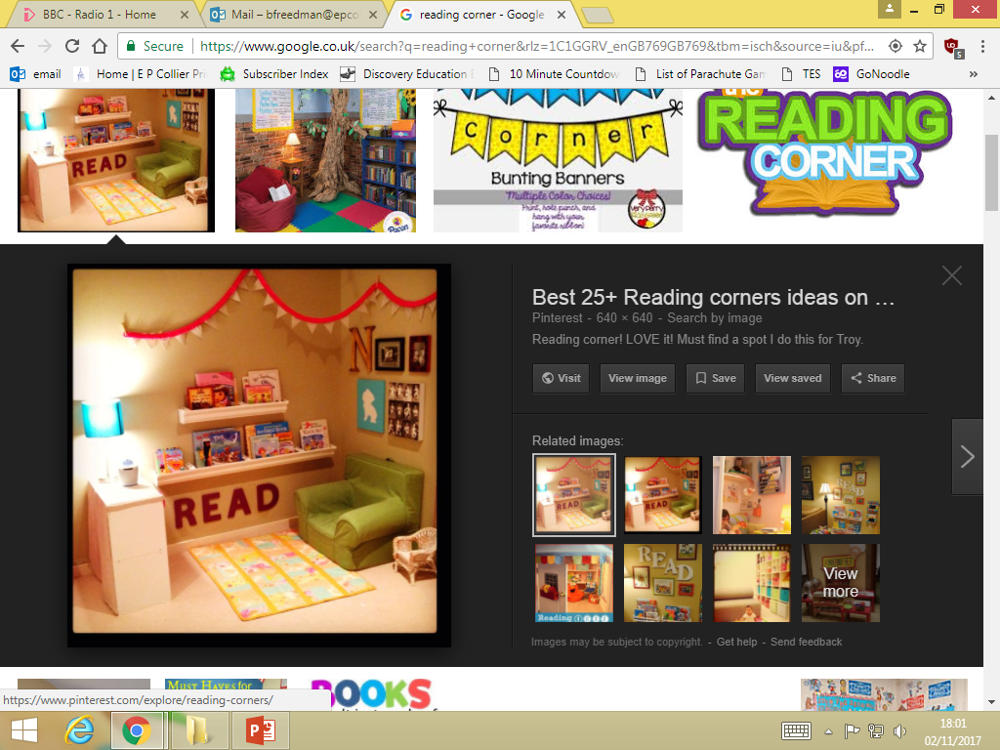 BBC - Radio 1 - Home
Mail – bfreedman@epco
reading corner - Google
Secure
https://www.google.co.uk/search?q=reading+corner&rlz=1C1GGRV_enGB769GB769&tbm=isch&source=iu&pf...
5
email
Home | E P Collier Pri
Subscriber Index
Discovery Education E
10 Minute Countdow
List of Parachute Gam
TES
GoNoodle
»
READ
Pacon
Corner
Bunting Banners
Multiple Color Choices!
Print, hole punch, and
hang with your
favorite ribbon!
the
READING
CORNER
N
READ
Best 25+ Reading corners ideas on ...
Pinterest - 640 × 640 - Search by image
Reading corner! LOVE it! Must find a spot I do this for Troy.
Visit
View image
Save
View saved
Share
Related images:
READ
READ
Reading
READ
View
more
Images may be subject to copyright. - Get help - Send feedback
MUST HAVES for
BOOKS
https://www.pinterest.com/explore/reading-corners/
18:01
02/11/2017